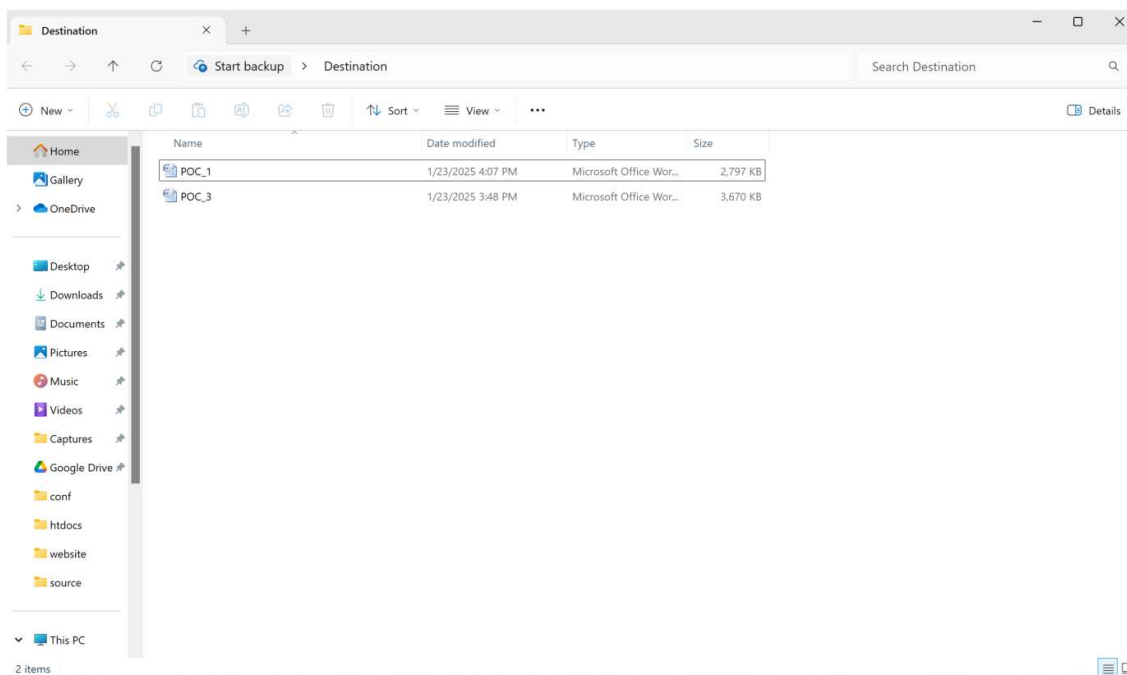 Destination
Start backup > Destination
Search Destination
New
Sort
View
Details
Home
Gallery
OneDrive
Desktop
Downloads
Documents
Pictures
Music
Videos
Captures
Google Drive
conf
htdocs
website
source
This PC
Name Date modified Type Size
POC_1 1/23/2025 4:07 PM Microsoft Office Wor... 2,797 KB
POC_3 1/23/2025 3:48 PM Microsoft Office Wor... 3,670 KB
2 items